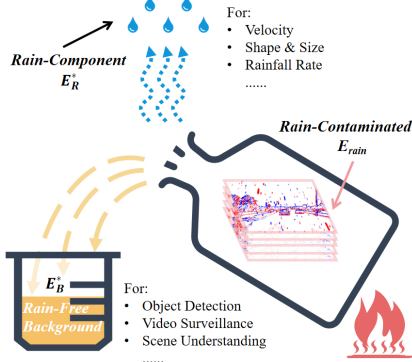 For:
• Velocity
• Shape & Size
• Rainfall Rate
......
Rain-Component
E*R
Rain-Contaminated
Erain
E*B
Rain-Free
Background
For:
• Object Detection
• Video Surveillance
• Scene Understanding
......